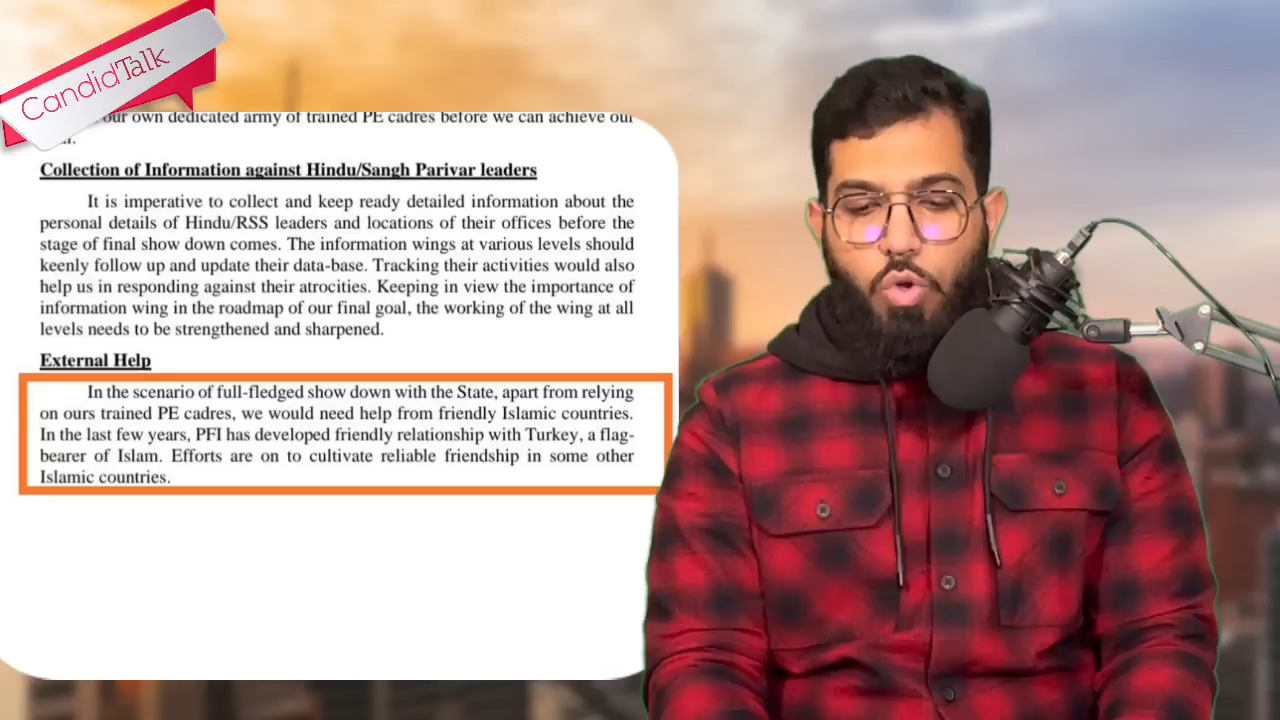 CandidTalk
our own dedicated army of trained PE cadres before we can achieve our
Collection of Information against Hindu/Sangh Parivar leaders
It is imperative to collect and keep ready detailed information about the
personal details of Hindu/RSS leaders and locations of their offices before the
stage of final show down comes. The information wings at various levels should
keenly follow up and update their data-base. Tracking their activities would also
help us in responding against their atrocities. Keeping in view the importance of
information wing in the roadmap of our final goal, the working of the wing at all
levels needs to be strengthened and sharpened.
External Help
In the scenario of full-fledged show down with the State, apart from relying
on ours trained PE cadres, we would need help from friendly Islamic countries.
In the last few years, PFI has developed friendly relationship with Turkey, a flag-
bearer of Islam. Efforts are on to cultivate reliable friendship in some other
Islamic countries.